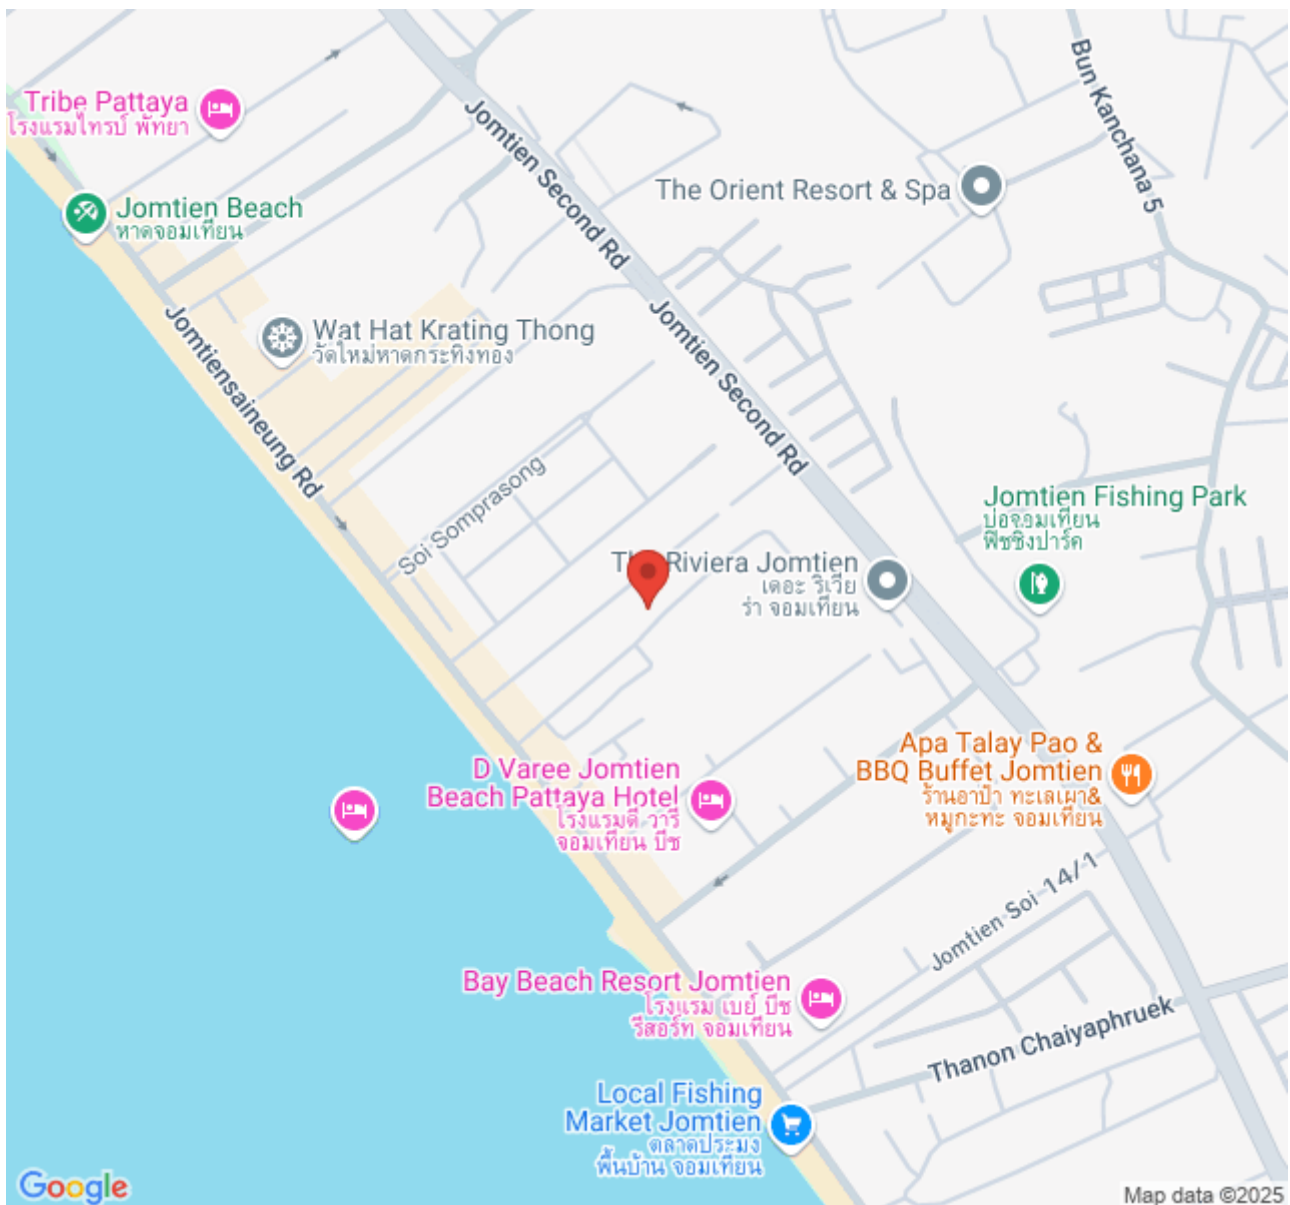 Tribe Pattaya
โรงแรมไทรบ์ พัทยา
Bun Kanchana 5
Jomtien Second Rd
The Orient Resort & Spa
Jomtien Beach
หาดจอมเทียน
Wat Hat Krating Thong
วัดใหม่หาดกระทิงทอง
Jomtiensaineung Rd
Jomtien Second Rd
Soi Somprasong
Jomtien Fishing Park
บ่อจอมเทียน
ฟิชชิ่งปาร์ค
Riviera Jomtien
เดอะ ริเวีย
ร่า จอมเทียน
D Varee Jomtien
Beach Pattaya Hotel
โรงแรมดี วารี
จอมเทียน บีช
Apa Talay Pao &
BBQ Buffet Jomtien
ร้านอาป๋า ทะเลเผา&
หมูกะทะ จอมเทียน
Jomtien Soi 14/1
Bay Beach Resort Jomtien
โรงแรม เบย์ บีช
รีสอร์ท จอมเทียน
Thanon Chaiyaphruek
Local Fishing
Market Jomtien
ตลาดประมง
พื้นบ้าน จอมเทียน
Google
Map data ©2025